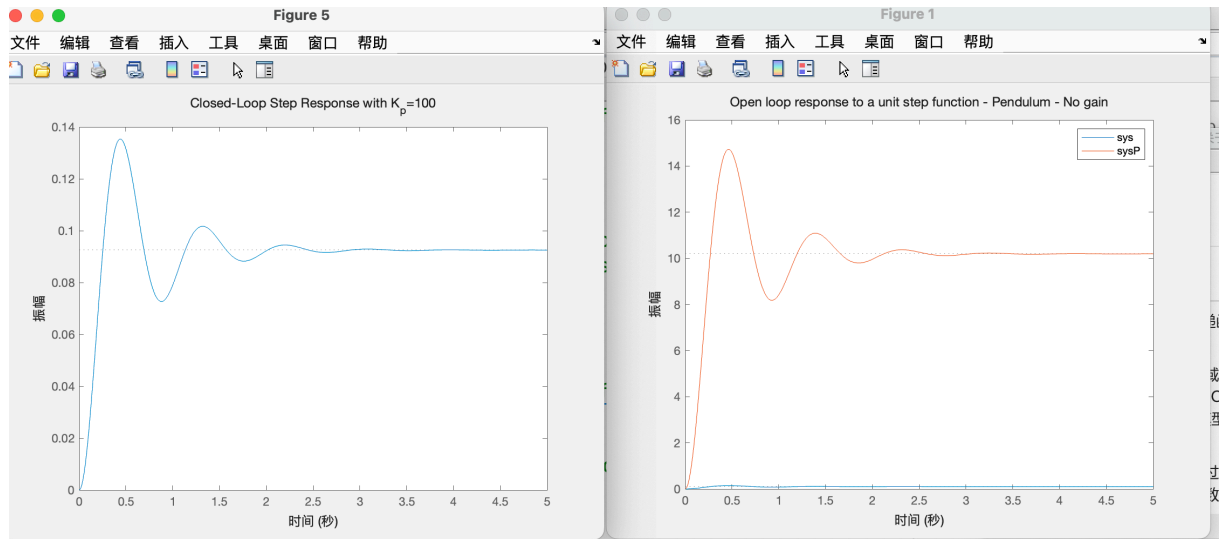 Figure 5
文件 编辑 查看 插入 工具 桌面 窗口 帮助
Closed-Loop Step Response with Kp=100
0.14
0.12
0.1
0.08
0.06
0.04
0.02
0
振幅
0 0.5 1 1.5 2 2.5 3 3.5 4 4.5 5
时间 (秒)
Figure 1
文件 编辑 查看 插入 工具 桌面 窗口 帮助
Open loop response to a unit step function - Pendulum - No gain
sys
sysP
16
14
12
10
8
6
4
2
0
振幅
0 0.5 1 1.5 2 2.5 3 3.5 4 4.5 5
时间 (秒)